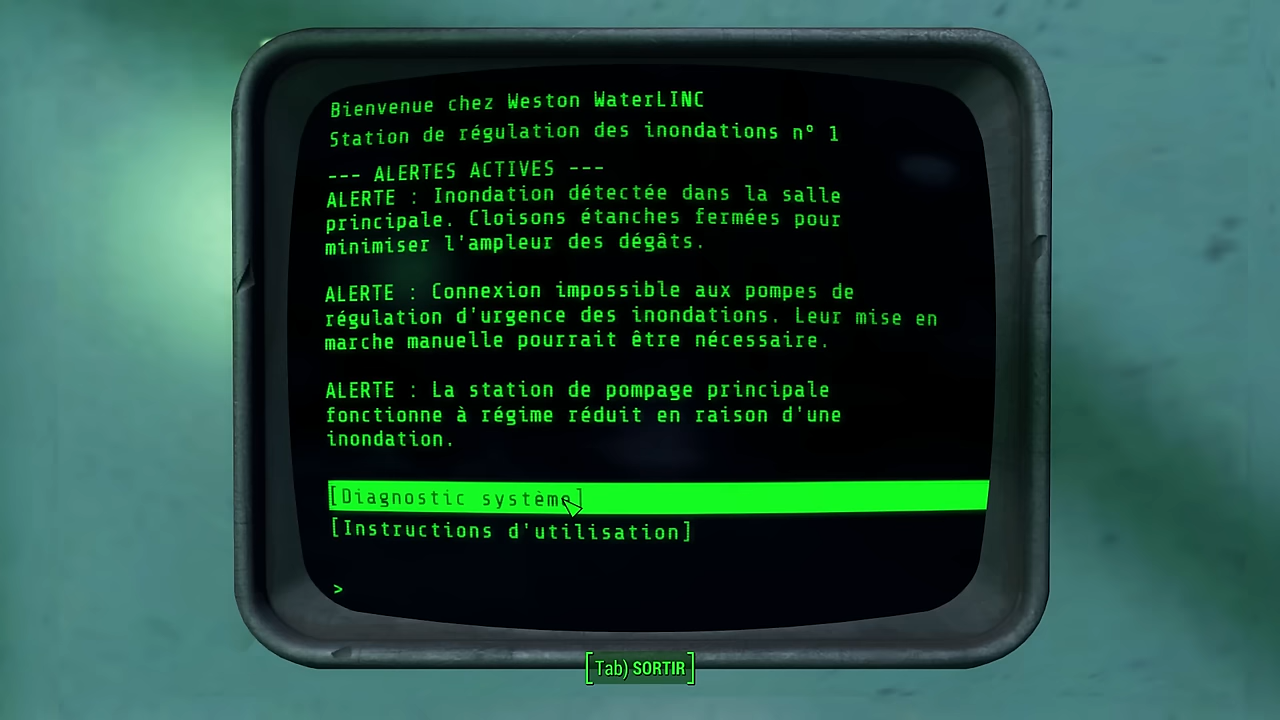 Bienvenue chez Weston WaterLINC
Station de régulation des inondations n° 1
--- ALERTES ACTIVES ---
ALERTE : Inondation détectée dans la salle
principale. Cloisons étanches fermées pour
minimiser l'ampleur des dégâts.
ALERTE : Connexion impossible aux pompes de
régulation d'urgence des inondations. Leur mise en
marche manuelle pourrait être nécessaire.
ALERTE : La station de pompage principale
fonctionne à régime réduit en raison d'une
inondation.
[Diagnostic système]
[Instructions d'utilisation]
>
[Tab) SORTIR]